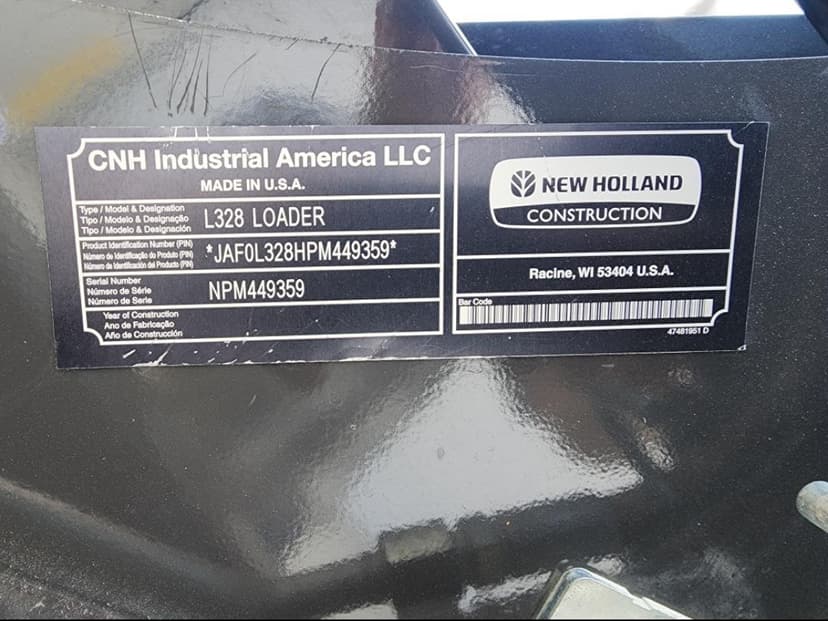 CNH Industrial America LLC
MADE IN U.S.A.
Type / Model & Designation
Tipo / Modelo & Designação
Tipo / Modelo & Designación
L328 LOADER
Product Identification Number (PIN)
Número de Identificação do Produto (PIN)
Número de Identificación del Producto (PIN)
*JAF0L328HPM449359*
Serial Number
Número de Série
Número de Serie
NPM449359
Year of Construction
Ano de Fabricação
Año de Construcción
NEW HOLLAND
CONSTRUCTION
Racine, WI 53404 U.S.A.
Bar Code
47481951 D